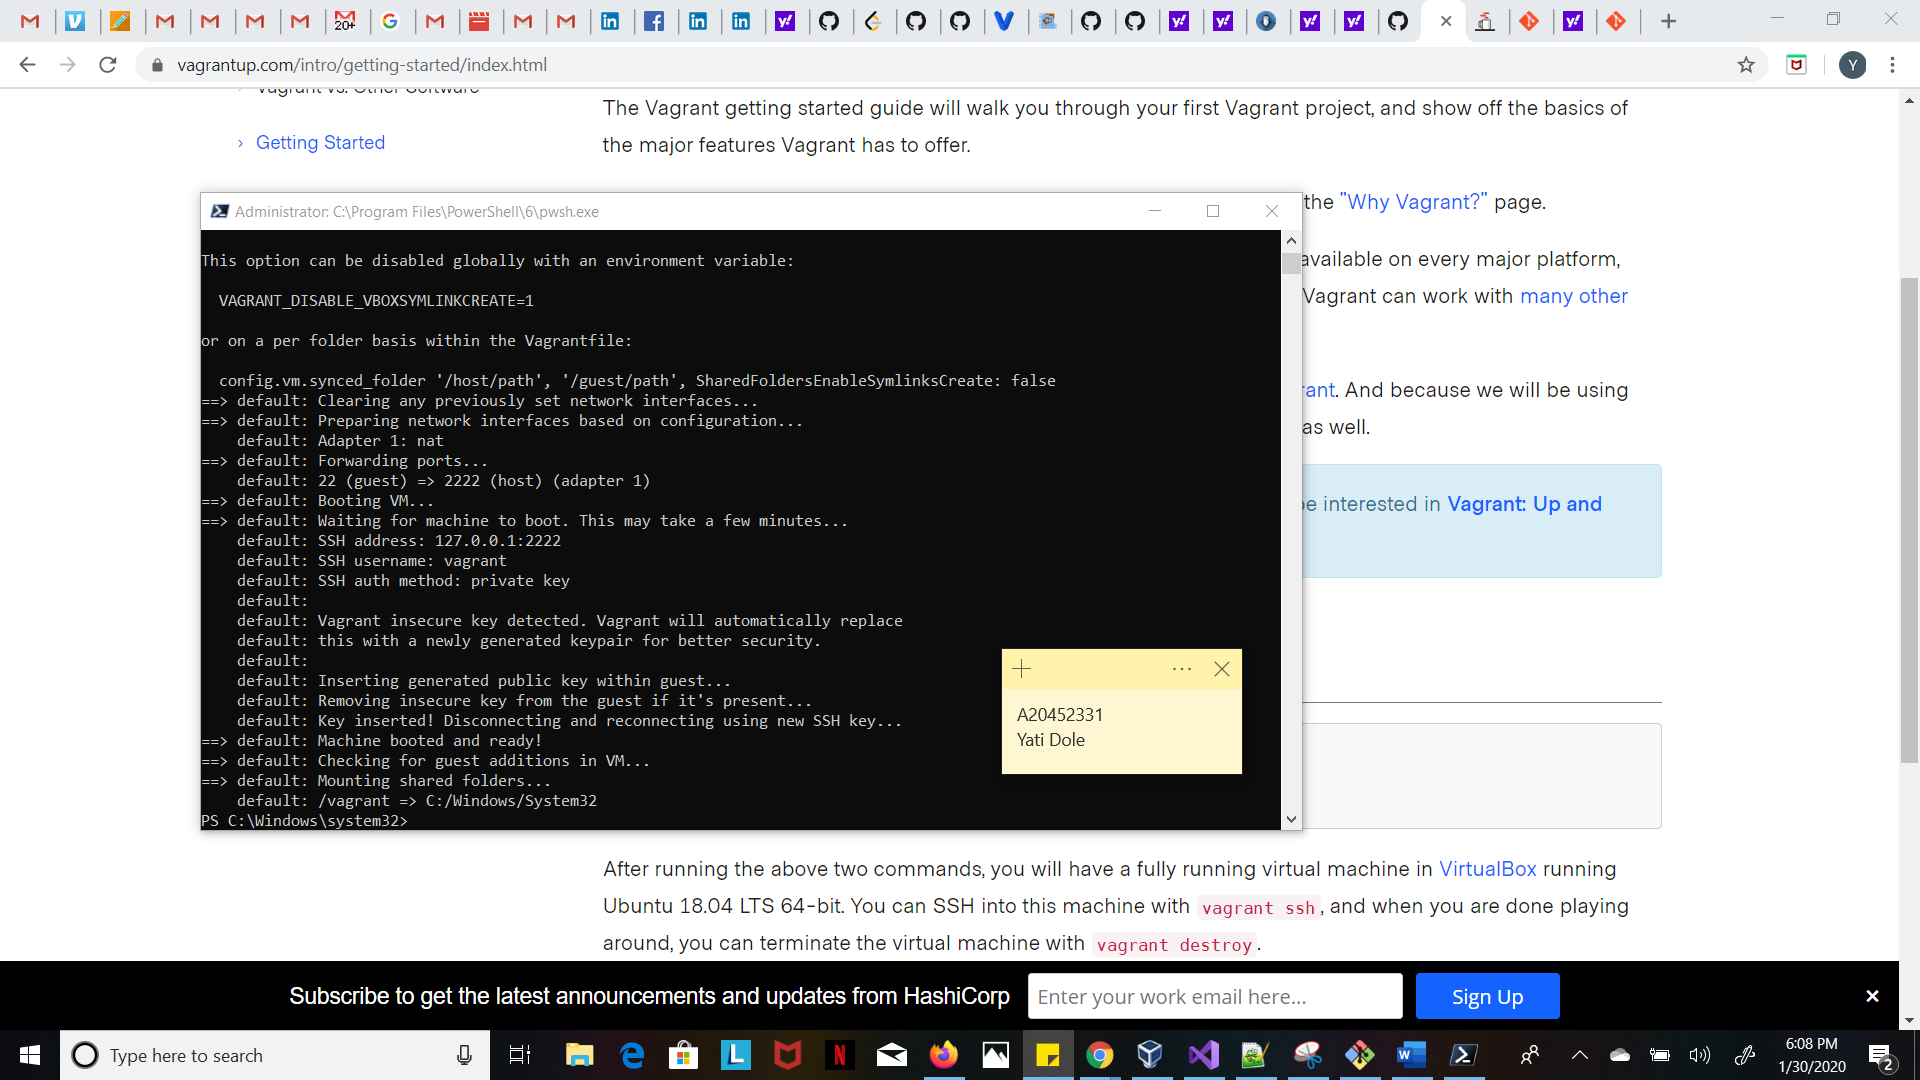 20+
vagrantup.com/intro/getting-started/index.html
Y
Vagrant vs. Other Software
Getting Started
The Vagrant getting started guide will walk you through your first Vagrant project, and show off the basics of
the major features Vagrant has to offer.
the "Why Vagrant?" page.
available on every major platform,
Vagrant can work with many other
rant. And because we will be using
as well.
be interested in Vagrant: Up and
Administrator: C:\Program Files\PowerShell\6\pwsh.exe
This option can be disabled globally with an environment variable:
VAGRANT_DISABLE_VBOXSYMLINKCREATE=1
or on a per folder basis within the Vagrantfile:
config.vm.synced_folder '/host/path', '/guest/path', SharedFoldersEnableSymlinksCreate: false
==> default: Clearing any previously set network interfaces...
==> default: Preparing network interfaces based on configuration...
default: Adapter 1: nat
==> default: Forwarding ports...
default: 22 (guest) => 2222 (host) (adapter 1)
==> default: Booting VM...
==> default: Waiting for machine to boot. This may take a few minutes...
default: SSH address: 127.0.0.1:2222
default: SSH username: vagrant
default: SSH auth method: private key
default:
default: Vagrant insecure key detected. Vagrant will automatically replace
default: this with a newly generated keypair for better security.
default:
default: Inserting generated public key within guest...
default: Removing insecure key from the guest if it's present...
default: Key inserted! Disconnecting and reconnecting using new SSH key...
==> default: Machine booted and ready!
==> default: Checking for guest additions in VM...
==> default: Mounting shared folders...
default: /vagrant => C:/Windows/System32
PS C:\Windows\system32>
A20452331
Yati Dole
After running the above two commands, you will have a fully running virtual machine in VirtualBox running
Ubuntu 18.04 LTS 64-bit. You can SSH into this machine with vagrant ssh, and when you are done playing
around, you can terminate the virtual machine with vagrant destroy.
Subscribe to get the latest announcements and updates from HashiCorp
Enter your work email here...
Sign Up
Type here to search
6:08 PM
1/30/2020
2